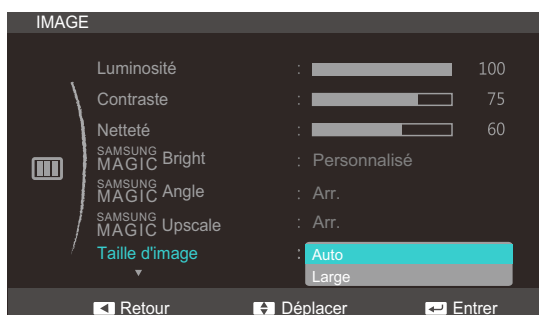 IMAGE
Luminosité : 100
Contraste : 75
Netteté : 60
SAMSUNG MAGIC Bright : Personnalisé
SAMSUNG MAGIC Angle : Arr.
SAMSUNG MAGIC Upscale : Arr.
Taille d'image : Auto
Large
Retour Déplacer Entrer